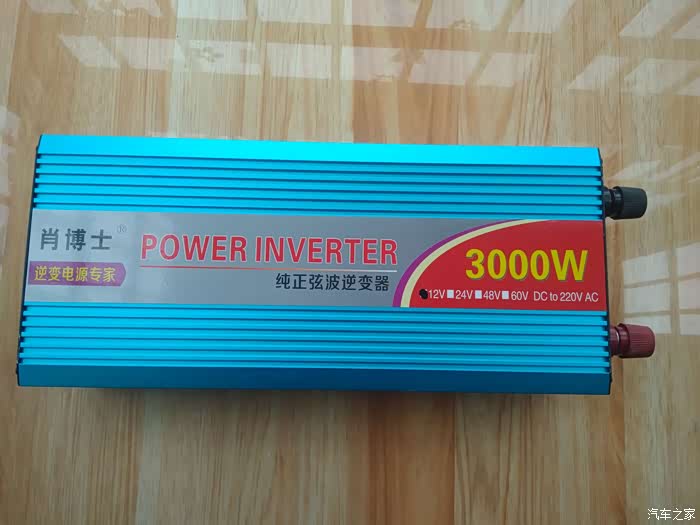 肖博士
逆变电源专家
POWER INVERTER
纯正弦波逆变器
3000W
12V■24V■48V■60V DC to 220V AC
汽车之家